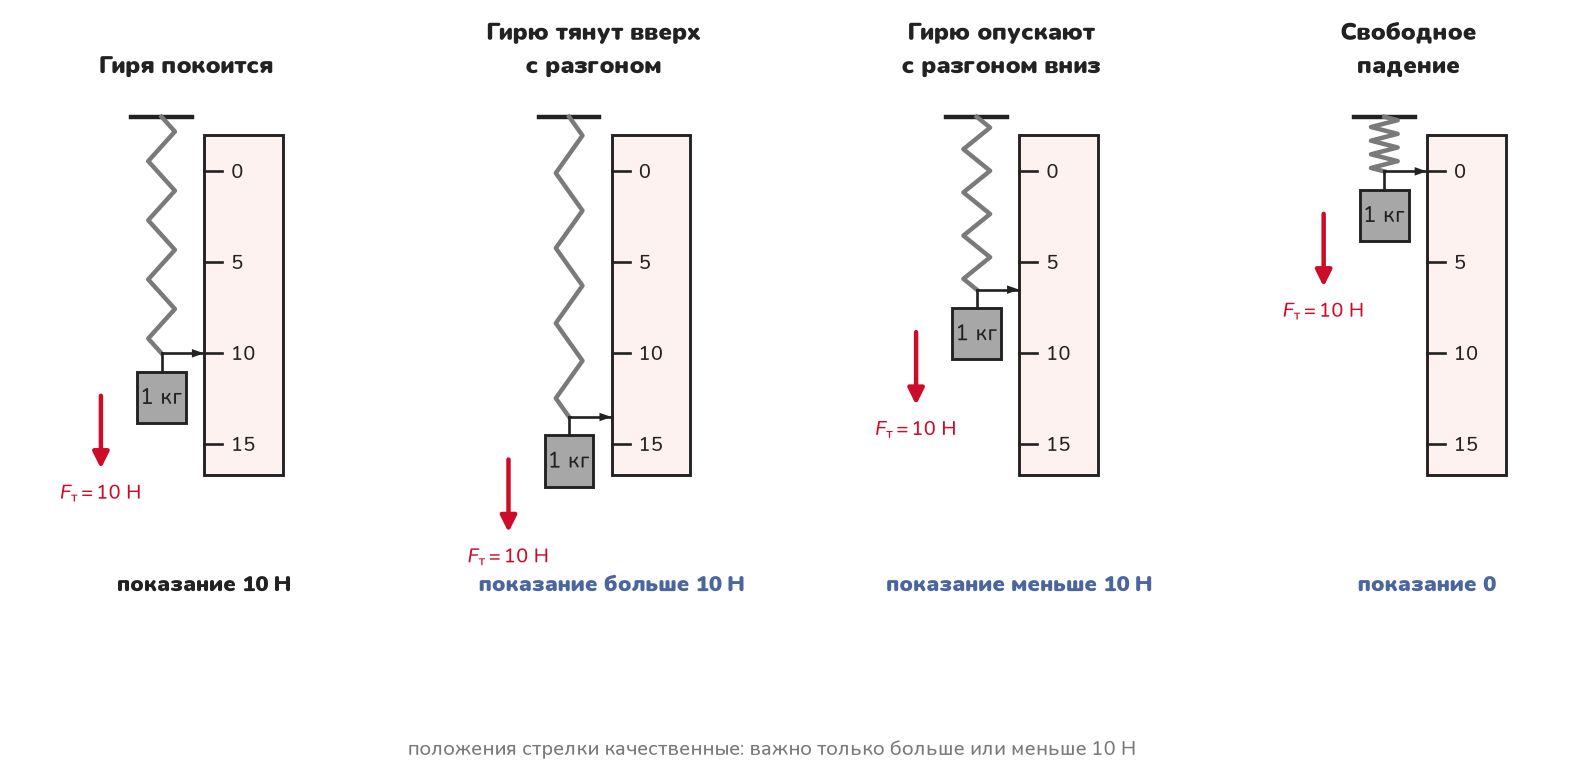 Гиря покоится
0
5
10
15
1 кг
Fт = 10 Н
показание 10 Н
Гирю тянут вверх
с разгоном
0
5
10
15
1 кг
Fт = 10 Н
показание больше 10 Н
Гирю опускают
с разгоном вниз
0
5
10
15
1 кг
Fт = 10 Н
показание меньше 10 Н
Свободное
падение
0
5
10
15
1 кг
Fт = 10 Н
показание 0
положения стрелки качественные: важно только больше или меньше 10 Н